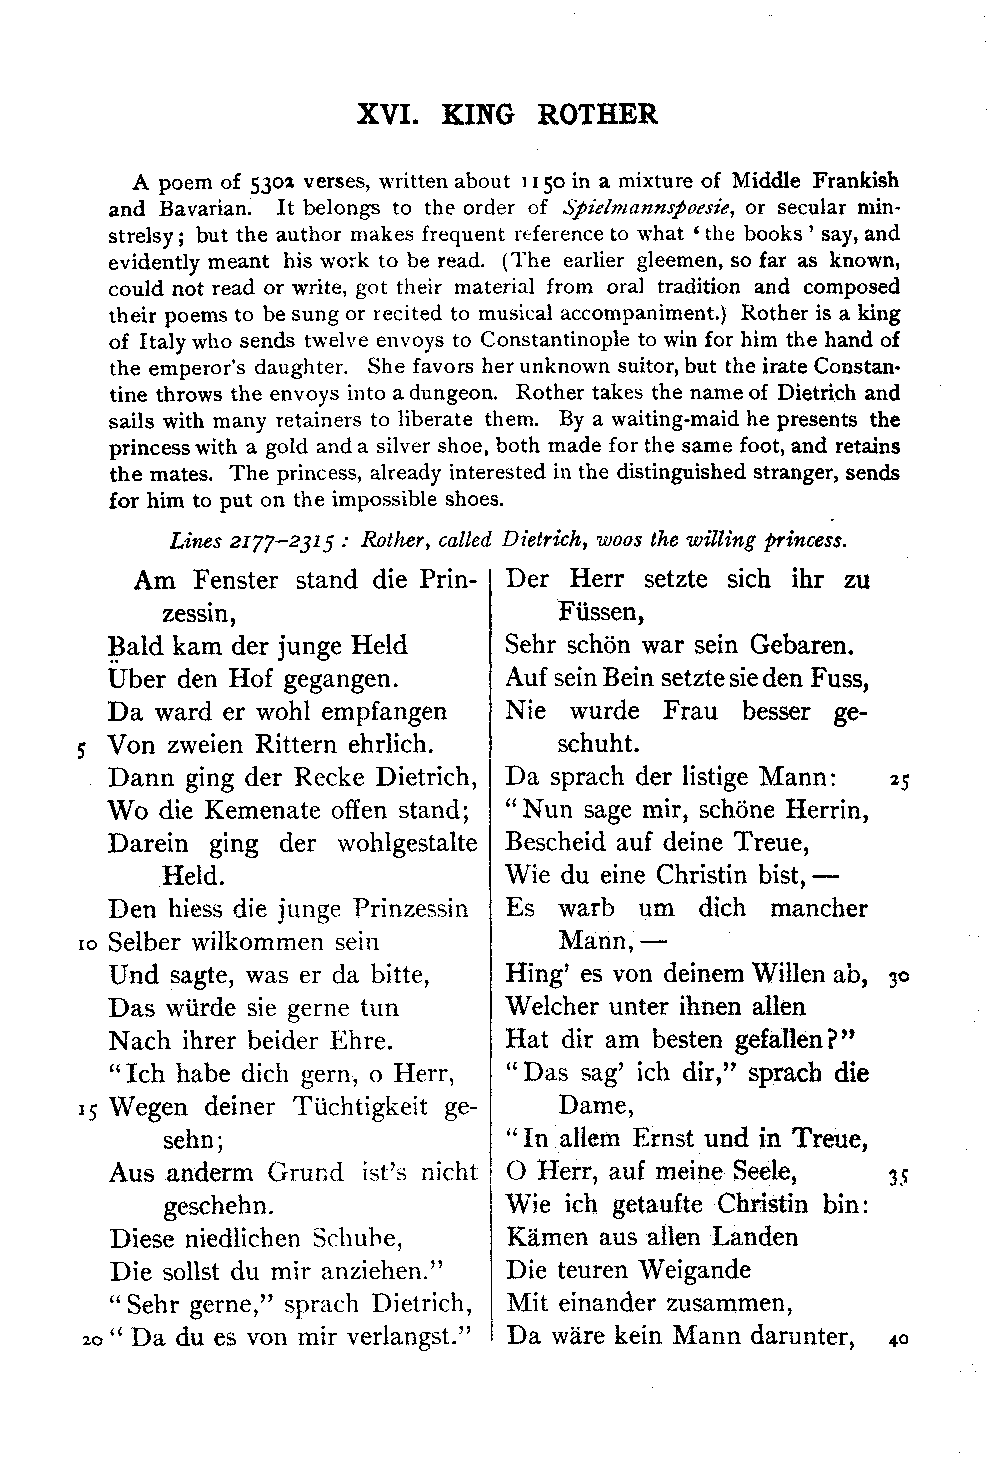 XVI. KING ROTHER
A poem of 5302 verses, written about 1150 in a mixture of Middle Frankish
and Bavarian. It belongs to the order of Spielmannspoesie, or secular min-
strelsy; but the author makes frequent reference to what ‘the books’ say, and
evidently meant his work to be read. (The earlier gleemen, so far as known,
could not read or write, got their material from oral tradition and composed
their poems to be sung or recited to musical accompaniment.) Rother is a king
of Italy who sends twelve envoys to Constantinople to win for him the hand of
the emperor's daughter. She favors her unknown suitor, but the irate Constan-
tine throws the envoys into a dungeon. Rother takes the name of Dietrich and
sails with many retainers to liberate them. By a waiting-maid he presents the
princess with a gold and a silver shoe, both made for the same foot, and retains
the mates. The princess, already interested in the distinguished stranger, sends
for him to put on the impossible shoes.
Lines 2177–2315: Rother, called Dietrich, woos the willing princess.
Am Fenster stand die Prin-
zessin,
Bald kam der junge Held
Über den Hof gegangen.
Da ward er wohl empfangen
5 Von zweien Rittern ehrlich.
Dann ging der Recke Dietrich,
Wo die Kemenate offen stand;
Darein ging der wohlgestalte
Held.
Den hiess die junge Prinzessin
10 Selber wilkommen sein
Und sagte, was er da bitte,
Das würde sie gerne tun
Nach ihrer beider Ehre.
“Ich habe dich gern, o Herr,
15 Wegen deiner Tüchtigkeit ge-
sehn;
Aus anderm Grund ist's nicht
geschehn.
Diese niedlichen Schuhe,
Die sollst du mir anziehen.”
“Sehr gerne,” sprach Dietrich,
20 “Da du es von mir verlangst.”
Der Herr setzte sich ihr zu
Füssen,
Sehr schön war sein Gebaren.
Auf sein Bein setzte sie den Fuss,
Nie wurde Frau besser ge-
schuht.
Da sprach der listige Mann: 25
“Nun sage mir, schöne Herrin,
Bescheid auf deine Treue,
Wie du eine Christin bist,—
Es warb um dich mancher
Mann,—
Hing' es von deinem Willen ab, 30
Welcher unter ihnen allen
Hat dir am besten gefallen?”
“Das sag' ich dir,” sprach die
Dame,
“In allem Ernst und in Treue,
O Herr, auf meine Seele, 35
Wie ich getaufte Christin bin:
Kämen aus allen Landen
Die teuren Weigande
Mit einander zusammen,
Da wäre kein Mann darunter, 40